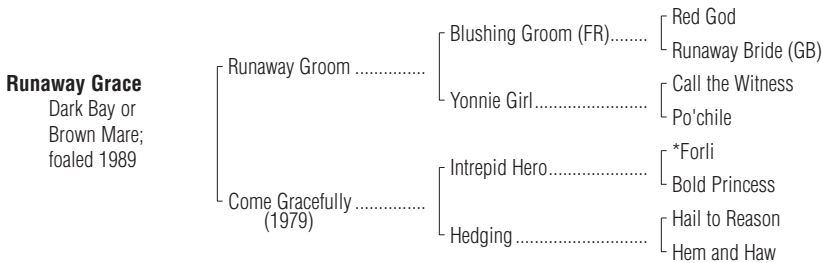 Red God
Blushing Groom (FR)........
Runaway Bride (GB)
Runaway Groom ...............
Call the Witness
Yonnie Girl........................
Po'chile
Runaway Grace
Dark Bay or
Brown Mare;
foaled 1989
*Forli
Intrepid Hero.....................
Bold Princess
Come Gracefully ...............
(1979)
Hail to Reason
Hedging ............................
Hem and Haw